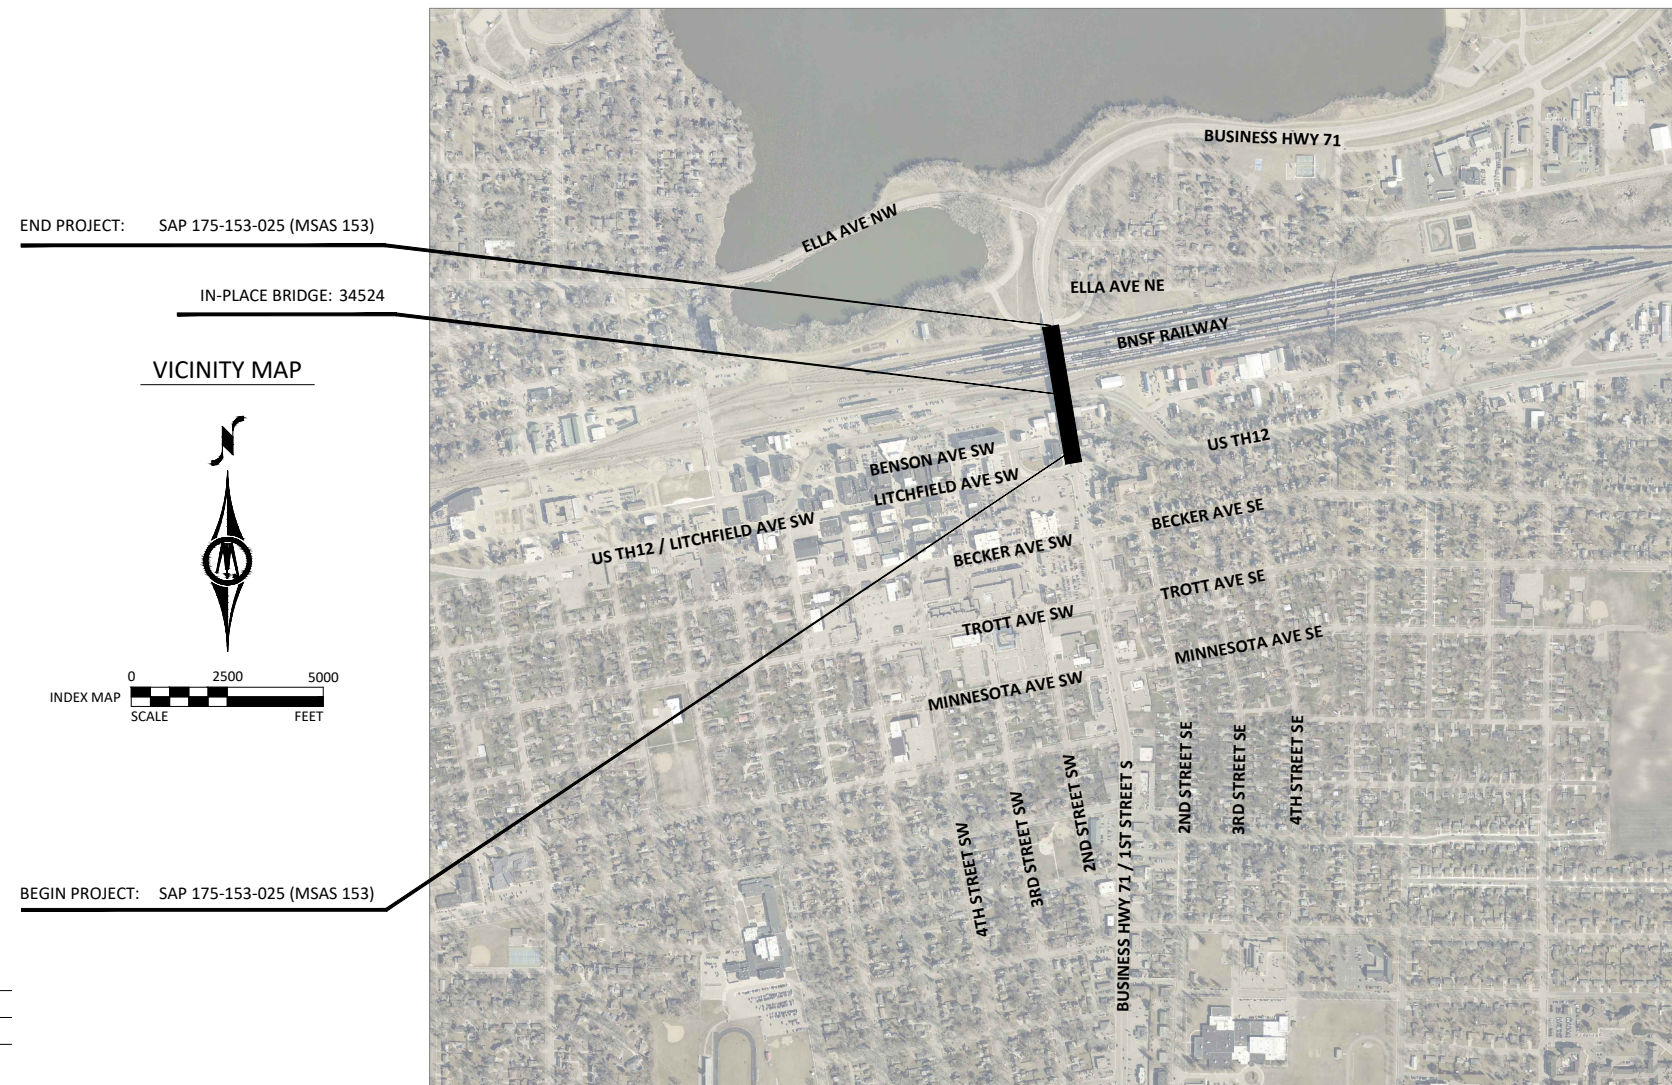 BUSINESS HWY 71
END PROJECT: SAP 175-153-025 (MSAS 153)
ELLA AVE NW
IN-PLACE BRIDGE: 34524
ELLA AVE NE
BNSF RAILWAY
VICINITY MAP
N
US TH12
BENSON AVE SW
LITCHFIELD AVE SW
US TH12 / LITCHFIELD AVE SW
BECKER AVE SE
BECKER AVE SW
TROTT AVE SE
TROTT AVE SW
MINNESOTA AVE SE
MINNESOTA AVE SW
0 2500 5000
INDEX MAP
SCALE FEET
4TH STREET SW
3RD STREET SW
2ND STREET SW
BUSINESS HWY 71 / 1ST STREET S
2ND STREET SE
3RD STREET SE
4TH STREET SE
BEGIN PROJECT: SAP 175-153-025 (MSAS 153)